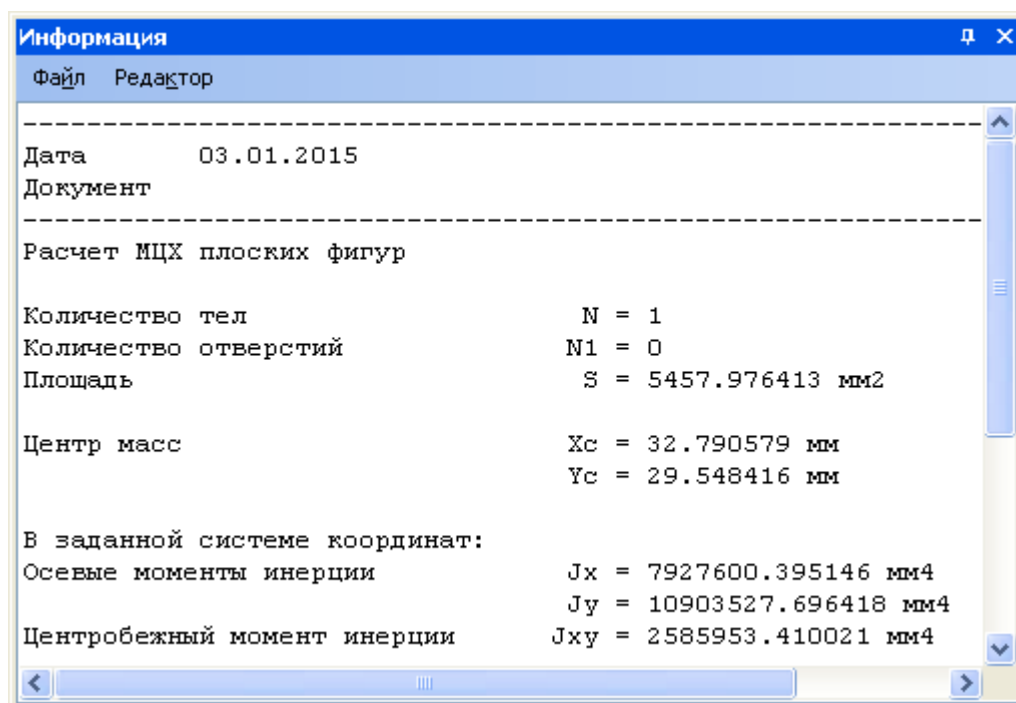 Информация
Файл Редактор
------------------------------------------------------------
Дата 03.01.2015
Документ
------------------------------------------------------------
Расчет МЦХ плоских фигур
Количество тел N = 1
Количество отверстий N1 = 0
Площадь S = 5457.976413 мм2
Центр масс Xc = 32.790579 мм
Yc = 29.548416 мм
В заданной системе координат:
Осевые моменты инерции Jx = 7927600.395146 мм4
Jy = 10903527.696418 мм4
Центробежный момент инерции Jxy = 2585953.410021 мм4